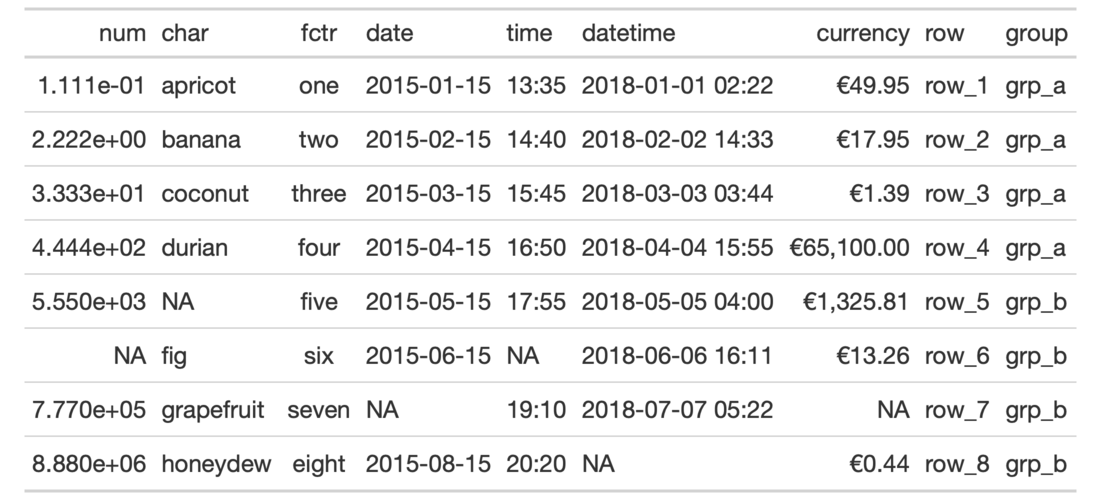 num char fctr date time datetime currency row group
1.111e-01 apricot one 2015-01-15 13:35 2018-01-01 02:22 €49.95 row_1 grp_a
2.222e+00 banana two 2015-02-15 14:40 2018-02-02 14:33 €17.95 row_2 grp_a
3.333e+01 coconut three 2015-03-15 15:45 2018-03-03 03:44 €1.39 row_3 grp_a
4.444e+02 durian four 2015-04-15 16:50 2018-04-04 15:55 €65,100.00 row_4 grp_a
5.550e+03 NA five 2015-05-15 17:55 2018-05-05 04:00 €1,325.81 row_5 grp_b
NA fig six 2015-06-15 NA 2018-06-06 16:11 €13.26 row_6 grp_b
7.770e+05 grapefruit seven NA 19:10 2018-07-07 05:22 NA row_7 grp_b
8.880e+06 honeydew eight 2015-08-15 20:20 NA €0.44 row_8 grp_b